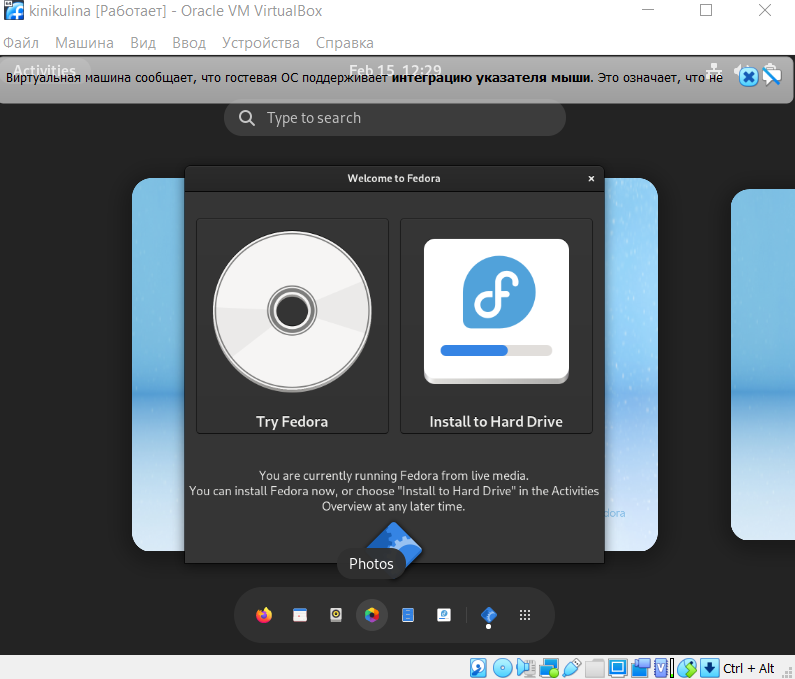 kinikulina [Работает] - Oracle VM VirtualBox
Файл Машина Вид Ввод Устройства Справка
Activities Feb 15 12:29
Виртуальная машина сообщает, что гостевая ОС поддерживает интеграцию указателя мыши. Это означает, что не
Type to search
Welcome to Fedora
Try Fedora
Install to Hard Drive
You are currently running Fedora from live media.
You can install Fedora now, or choose "Install to Hard Drive" in the Activities
Overview at any later time.
dora
Photos
Ctrl + Alt